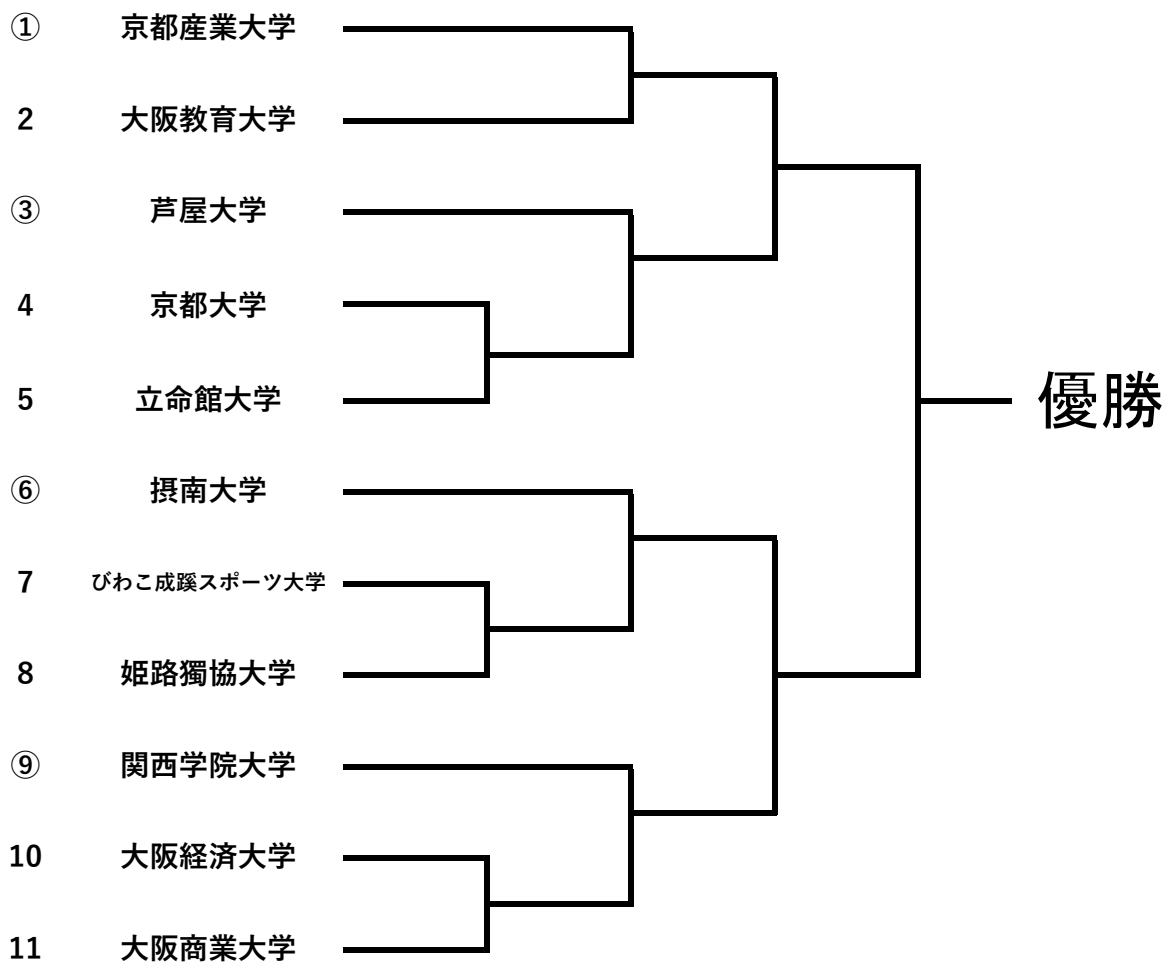 ① 京都産業大学
2 大阪教育大学
③ 芦屋大学
4 京都大学
5 立命館大学
優勝
⑥ 摂南大学
7 びわこ成蹊スポーツ大学
8 姫路獨協大学
⑨ 関西学院大学
10 大阪経済大学
11 大阪商業大学